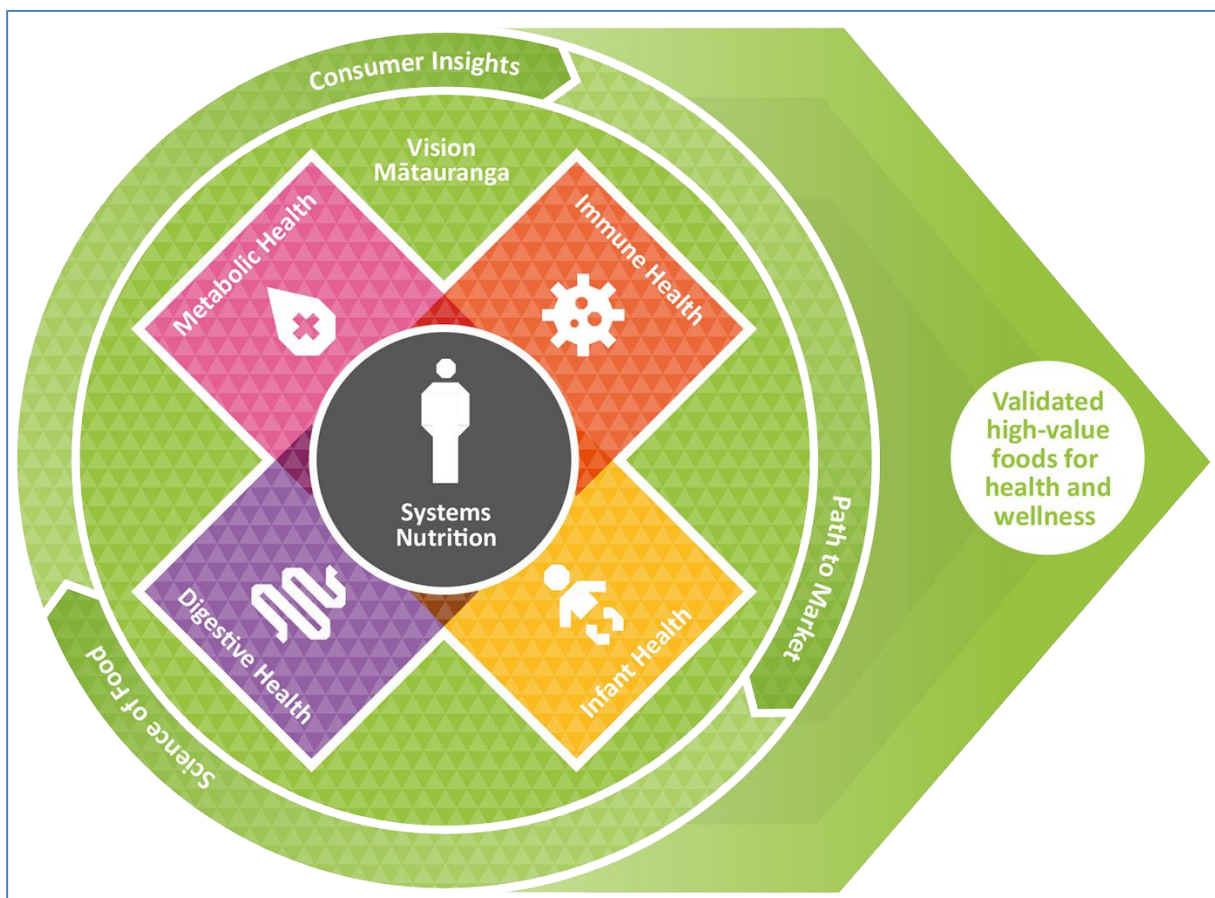 Consumer Insights
Vision
Mātauranga
Metabolic Health
Immune Health
Systems
Nutrition
Digestive Health
Infant Health
Science of Food
Path to Market
Validated
high-value
foods for
health and
wellness